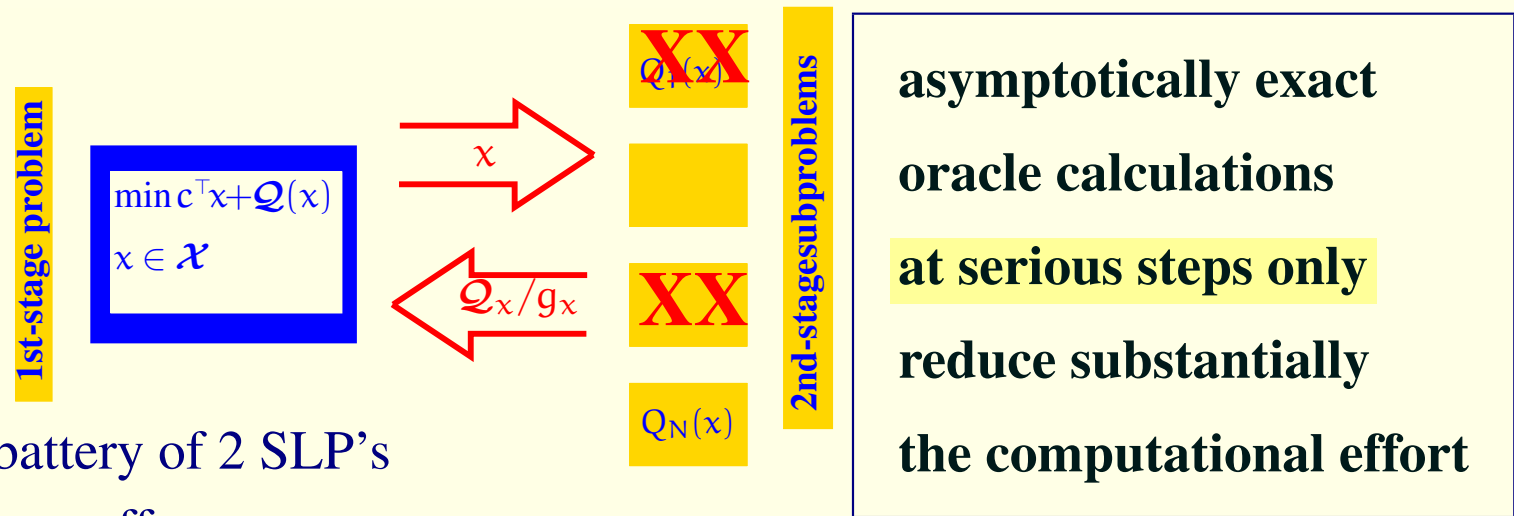 1st-stage problem
min c⊤x+𝒬(x)
x ∈ 𝒳
x
𝒬x/gx
XX
Q1(x)
XX
QN(x)
2nd-stagesubproblems
battery of 2 SLP's
asymptotically exact
oracle calculations
at serious steps only
reduce substantially
the computational effort